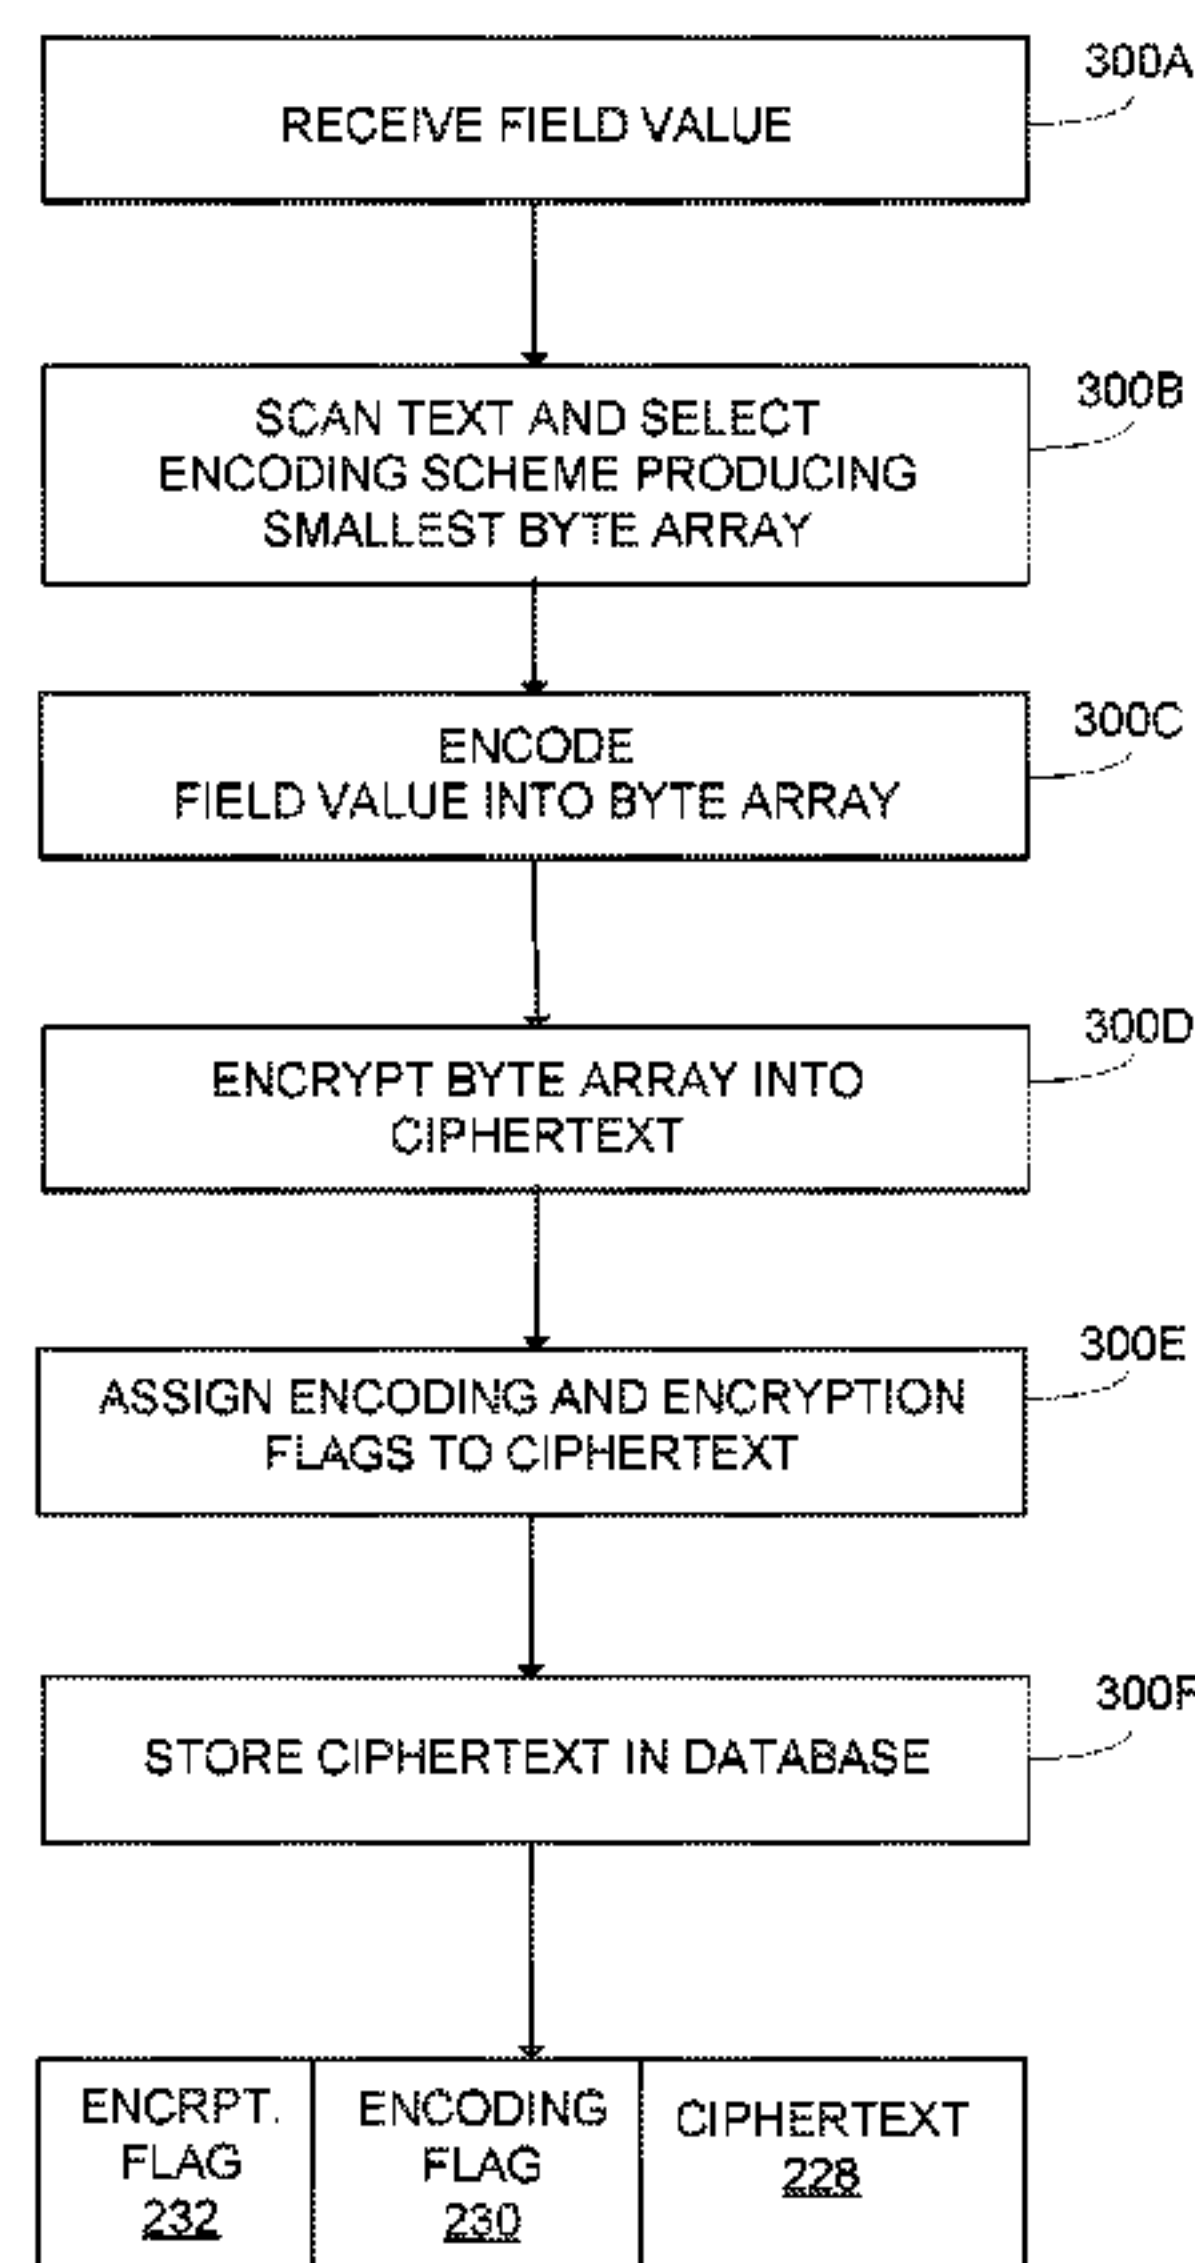 300A
RECEIVE FIELD VALUE
300B
SCAN TEXT AND SELECT
ENCODING SCHEME PRODUCING
SMALLEST BYTE ARRAY
300C
ENCODE
FIELD VALUE INTO BYTE ARRAY
300D
ENCRYPT BYTE ARRAY INTO
CIPHERTEXT
300E
ASSIGN ENCODING AND ENCRYPTION
FLAGS TO CIPHERTEXT
300F
STORE CIPHERTEXT IN DATABASE
ENCRPT.
FLAG
232
ENCODING
FLAG
230
CIPHERTEXT
228